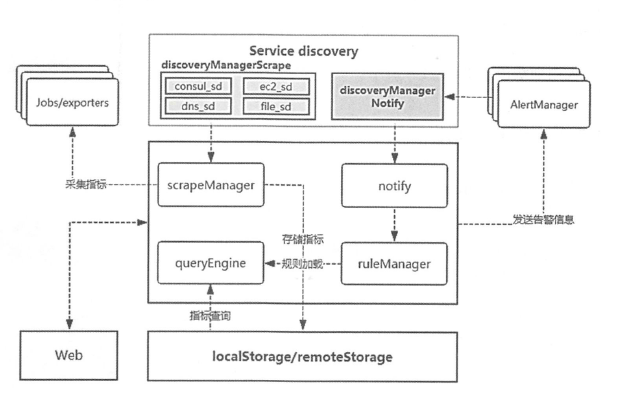 Service discovery
discoveryManagerScrape
consul_sd
ec2_sd
dns_sd
file_sd
discoveryManager
Notify
Jobs/exporters
AlertManager
scrapeManager
notify
采集指标
发送告警信息
存储指标
queryEngine
规则加载
ruleManager
指标查询
Web
localStorage/remoteStorage